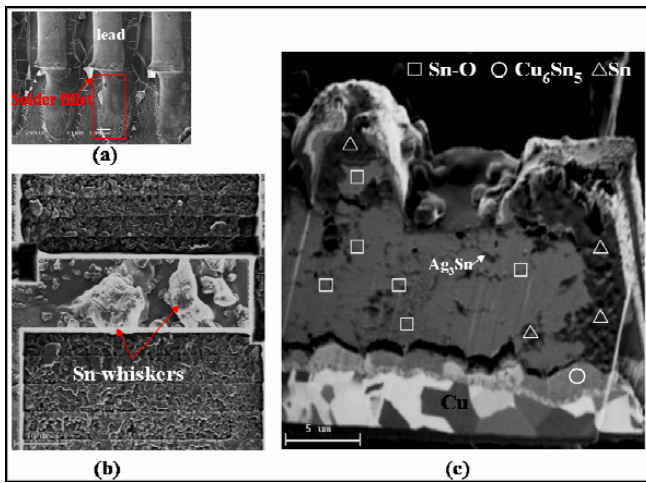 lead
Solder fillet
(a)
Sn whiskers
(b)
□ Sn-O ○ Cu₆Sn₅ △ Sn
Ag₃Sn
Cu
5 um
(c)